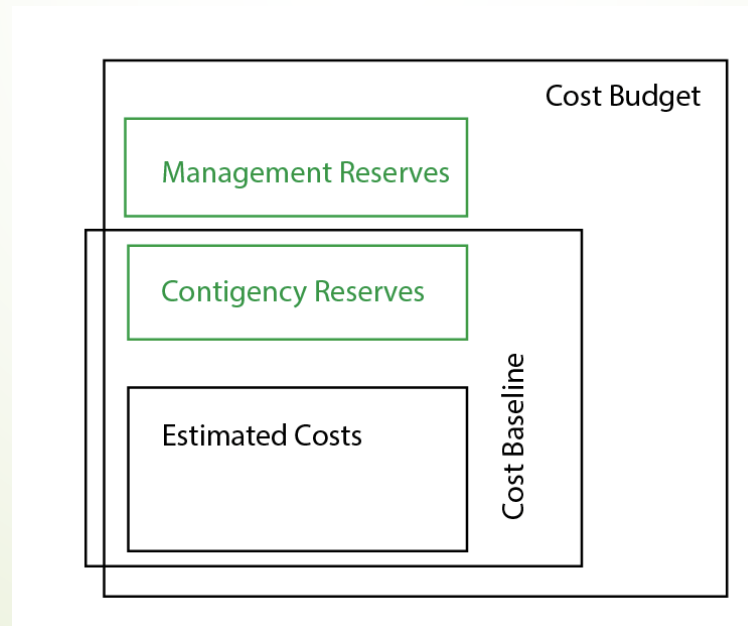 Cost Budget
Management Reserves
Contigency Reserves
Estimated Costs
Cost Baseline